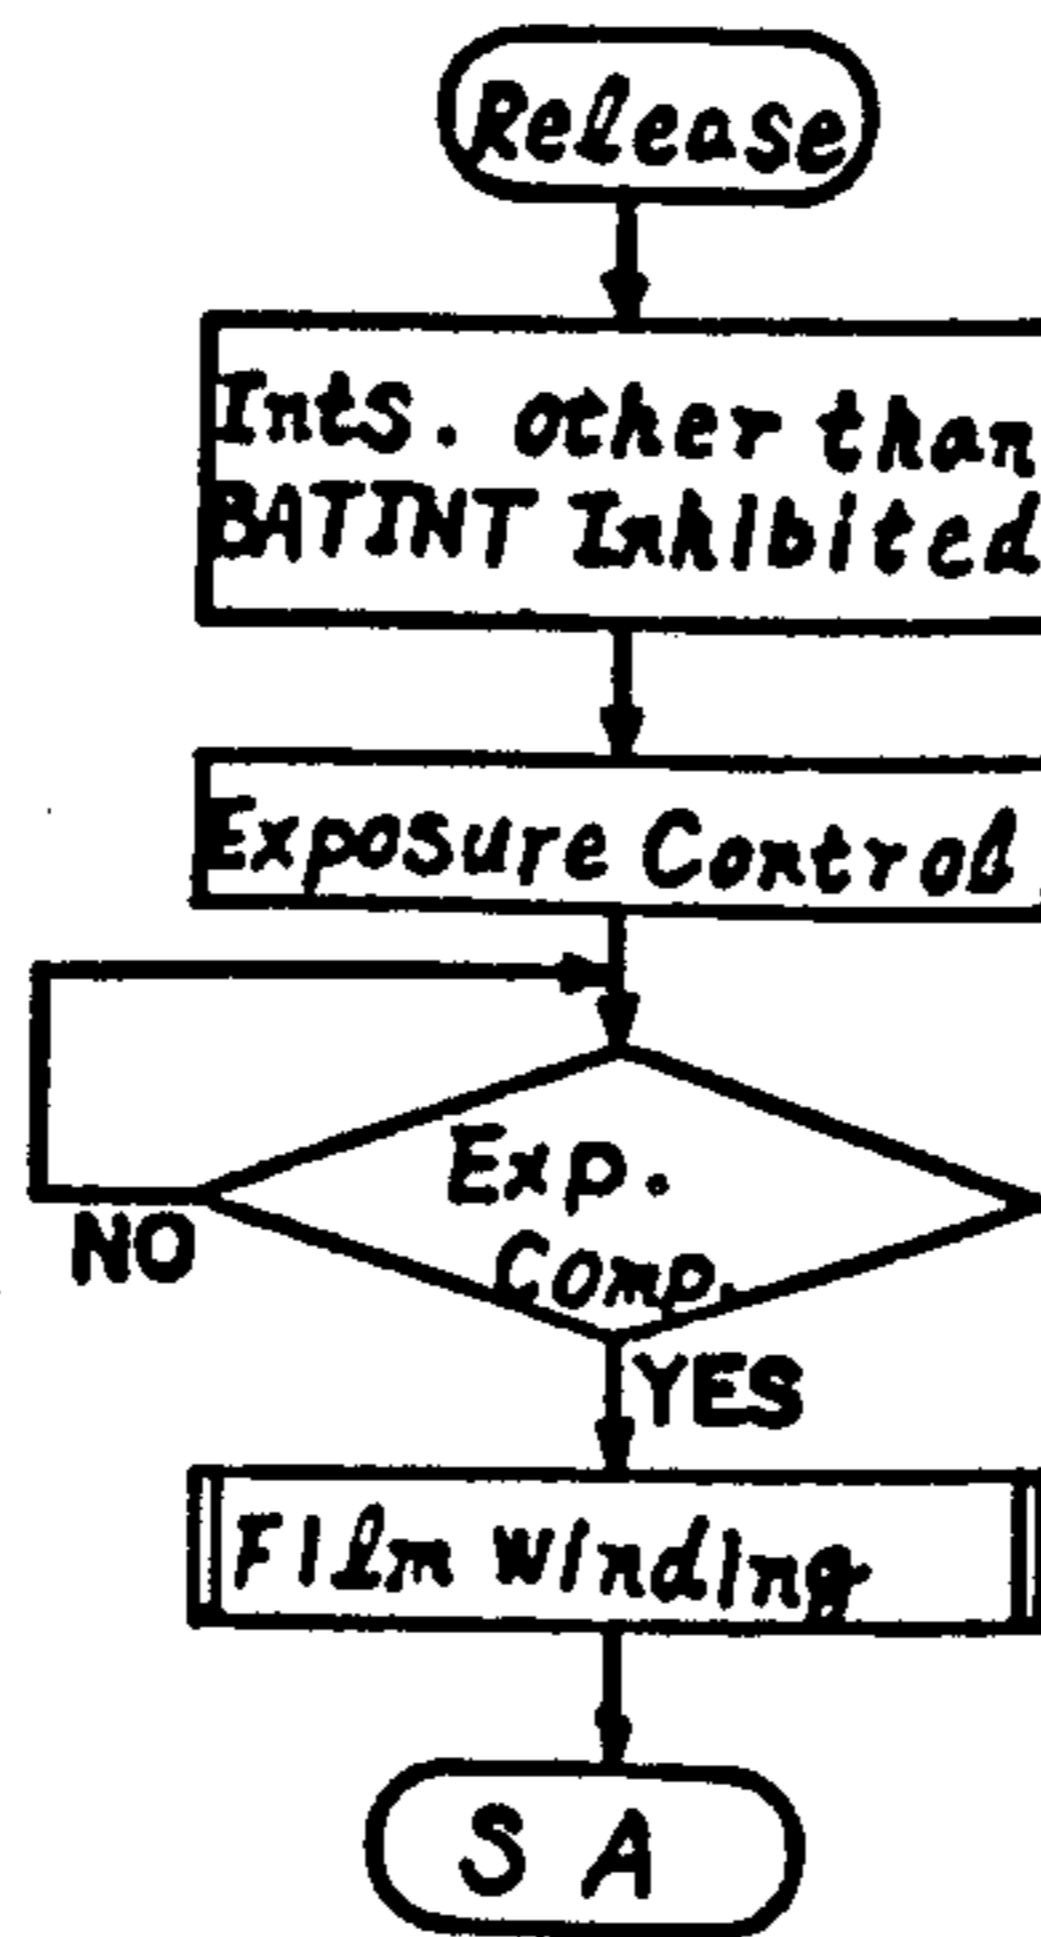 Release
Ints. other than
BATINT Inhibited
Exposure Control
Exp.
Comp.
NO
YES
Film Winding
S A